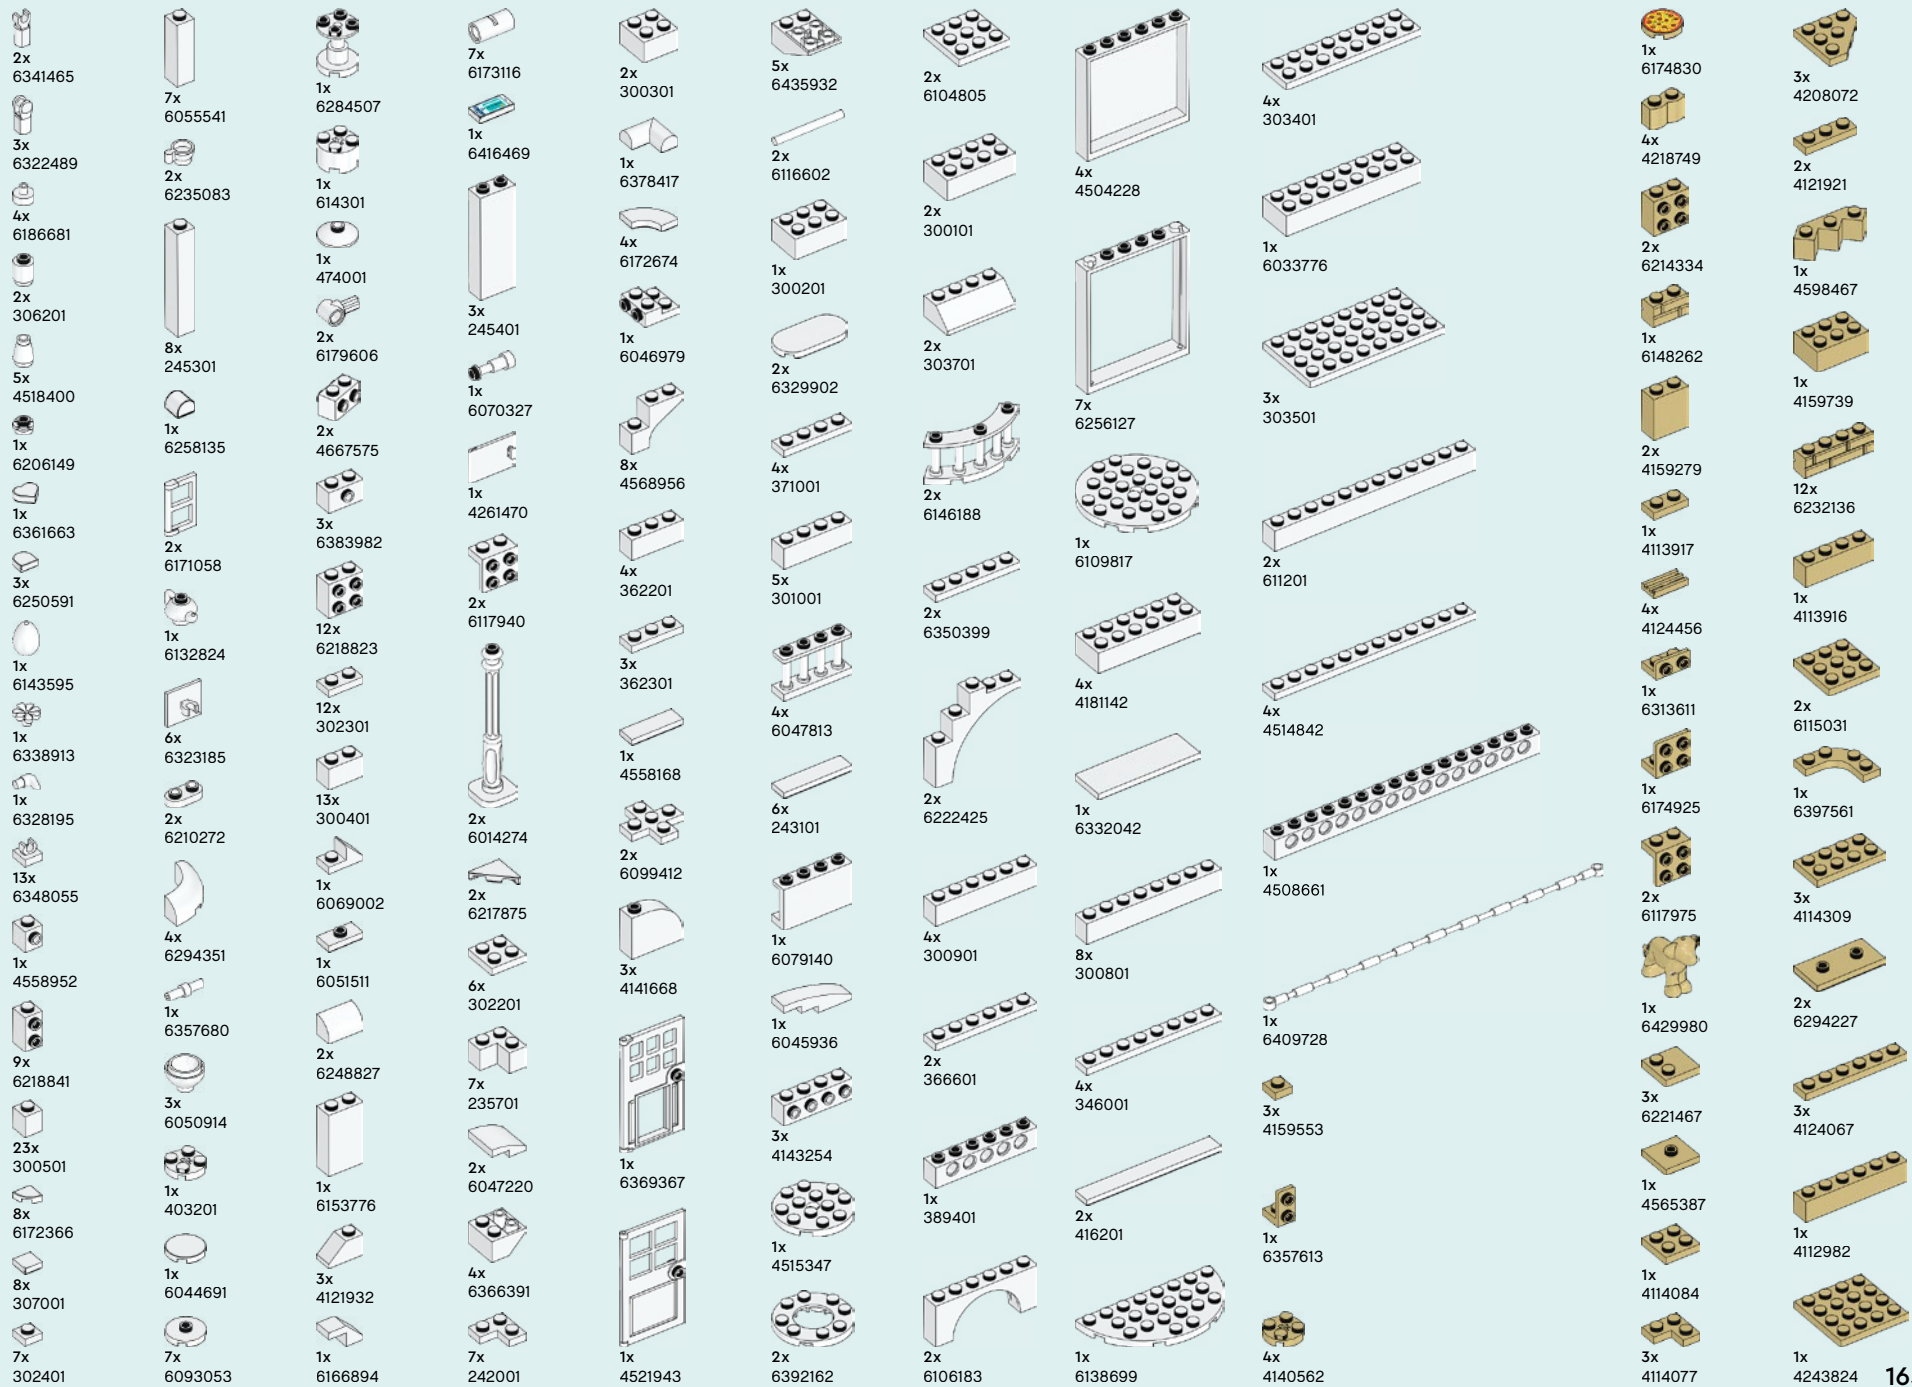 2x
6341465
3x
6322489
4x
6186681
2x
306201
5x
4518400
1x
6206149
1x
6361663
3x
6250591
1x
6143595
1x
6338913
1x
6328195
13x
6348055
1x
4558952
9x
6218841
23x
300501
8x
6172366
8x
307001
7x
302401
7x
6055541
2x
6235083
8x
245301
1x
6258135
2x
6171058
1x
6132824
6x
6323185
2x
6210272
4x
6294351
1x
6357680
3x
6050914
1x
403201
1x
6044691
7x
6093053
1x
6284507
1x
614301
1x
474001
2x
6179606
2x
4667575
3x
6383982
12x
6218823
12x
302301
13x
300401
1x
6069002
1x
6051511
2x
6248827
1x
6153776
3x
4121932
1x
6166894
7x
6173116
1x
6416469
3x
245401
1x
6070327
1x
4261470
2x
6117940
2x
6014274
2x
6217875
6x
302201
7x
235701
2x
6047220
4x
6366391
7x
242001
2x
300301
1x
6378417
4x
6172674
1x
6046979
8x
4568956
4x
362201
3x
362301
1x
4558168
2x
6099412
3x
4141668
1x
6369367
1x
4521943
5x
6435932
2x
6116602
1x
300201
2x
6329902
4x
371001
5x
301001
4x
6047813
6x
243101
1x
6079140
1x
6045936
3x
4143254
1x
4515347
2x
6392162
2x
6104805
2x
300101
2x
303701
2x
6146188
2x
6350399
2x
6222425
4x
300901
2x
366601
1x
389401
2x
6106183
4x
4504228
7x
6256127
1x
6109817
4x
4181142
1x
6332042
8x
300801
4x
346001
2x
416201
1x
6138699
4x
303401
1x
6033776
3x
303501
2x
611201
4x
4514842
1x
4508661
1x
6409728
3x
4159553
1x
6357613
4x
4140562
1x
6174830
4x
4218749
2x
6214334
1x
6148262
2x
4159279
1x
4113917
4x
4124456
1x
6313611
1x
6174925
2x
6117975
1x
6429980
3x
6221467
1x
4565387
1x
4114084
3x
4114077
3x
4208072
2x
4121921
1x
4598467
1x
4159739
12x
6232136
1x
4113916
2x
6115031
1x
6397561
3x
4114309
2x
6294227
3x
4124067
1x
4112982
1x
4243824